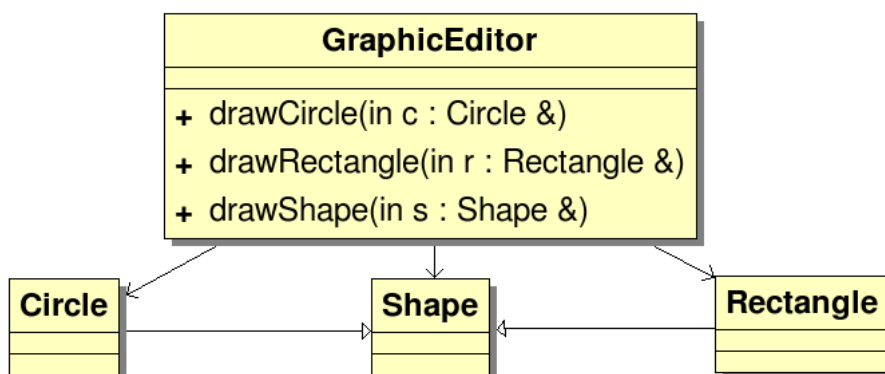 GraphicEditor
+ drawCircle(in c : Circle &)
+ drawRectangle(in r : Rectangle &)
+ drawShape(in s : Shape &)
Circle
Shape
Rectangle